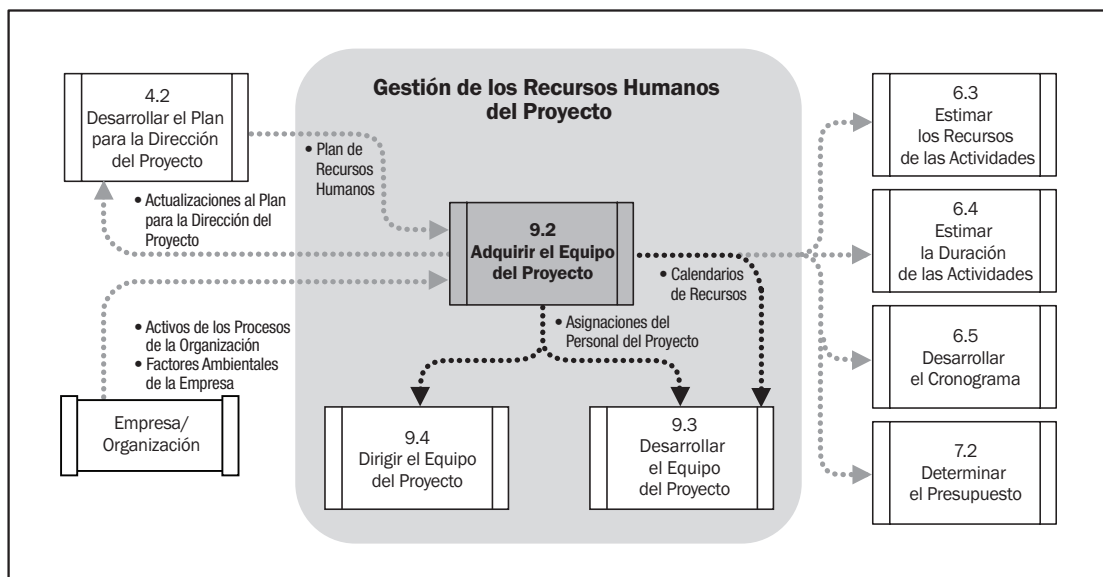 Gestión de los Recursos Humanos
del Proyecto
4.2
Desarrollar el Plan
para la Dirección
del Proyecto
• Plan de
Recursos
Humanos
• Actualizaciones al Plan
para la Dirección del
Proyecto
9.2
Adquirir el Equipo
del Proyecto
• Calendarios
de Recursos
• Asignaciones del
Personal del Proyecto
• Activos de los Procesos
de la Organización
• Factores Ambientales
de la Empresa
Empresa/
Organización
9.4
Dirigir el Equipo
del Proyecto
9.3
Desarrollar
el Equipo
del Proyecto
6.3
Estimar
los Recursos
de las Actividades
6.4
Estimar
la Duración
de las Actividades
6.5
Desarrollar
el Cronograma
7.2
Determinar
el Presupuesto